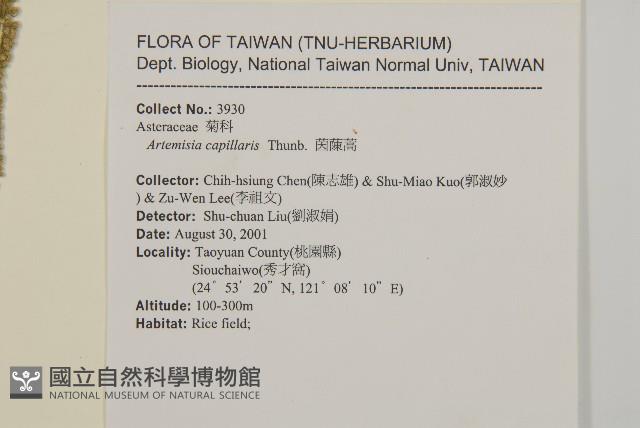 FLORA OF TAIWAN (TNU-HERBARIUM)
Dept. Biology, National Taiwan Normal Univ, TAIWAN
----------------------------------------------------------------------------------
Collect No.: 3930
Asteraceae 菊科
Artemisia capillaris Thunb. 茵蔯蒿
Collector: Chih-hsiung Chen(陳志雄) & Shu-Miao Kuo(郭淑妙
) & Zu-Wen Lee(李祖文)
Detector: Shu-chuan Liu(劉淑娟)
Date: August 30, 2001
Locality: Taoyuan County(桃園縣)
Siouchaiwo(秀才窩)
(24° 53’ 20” N, 121° 08’ 10” E)
Altitude: 100-300m
Habitat: Rice field;
國立自然科學博物館
NATIONAL MUSEUM OF NATURAL SCIENCE